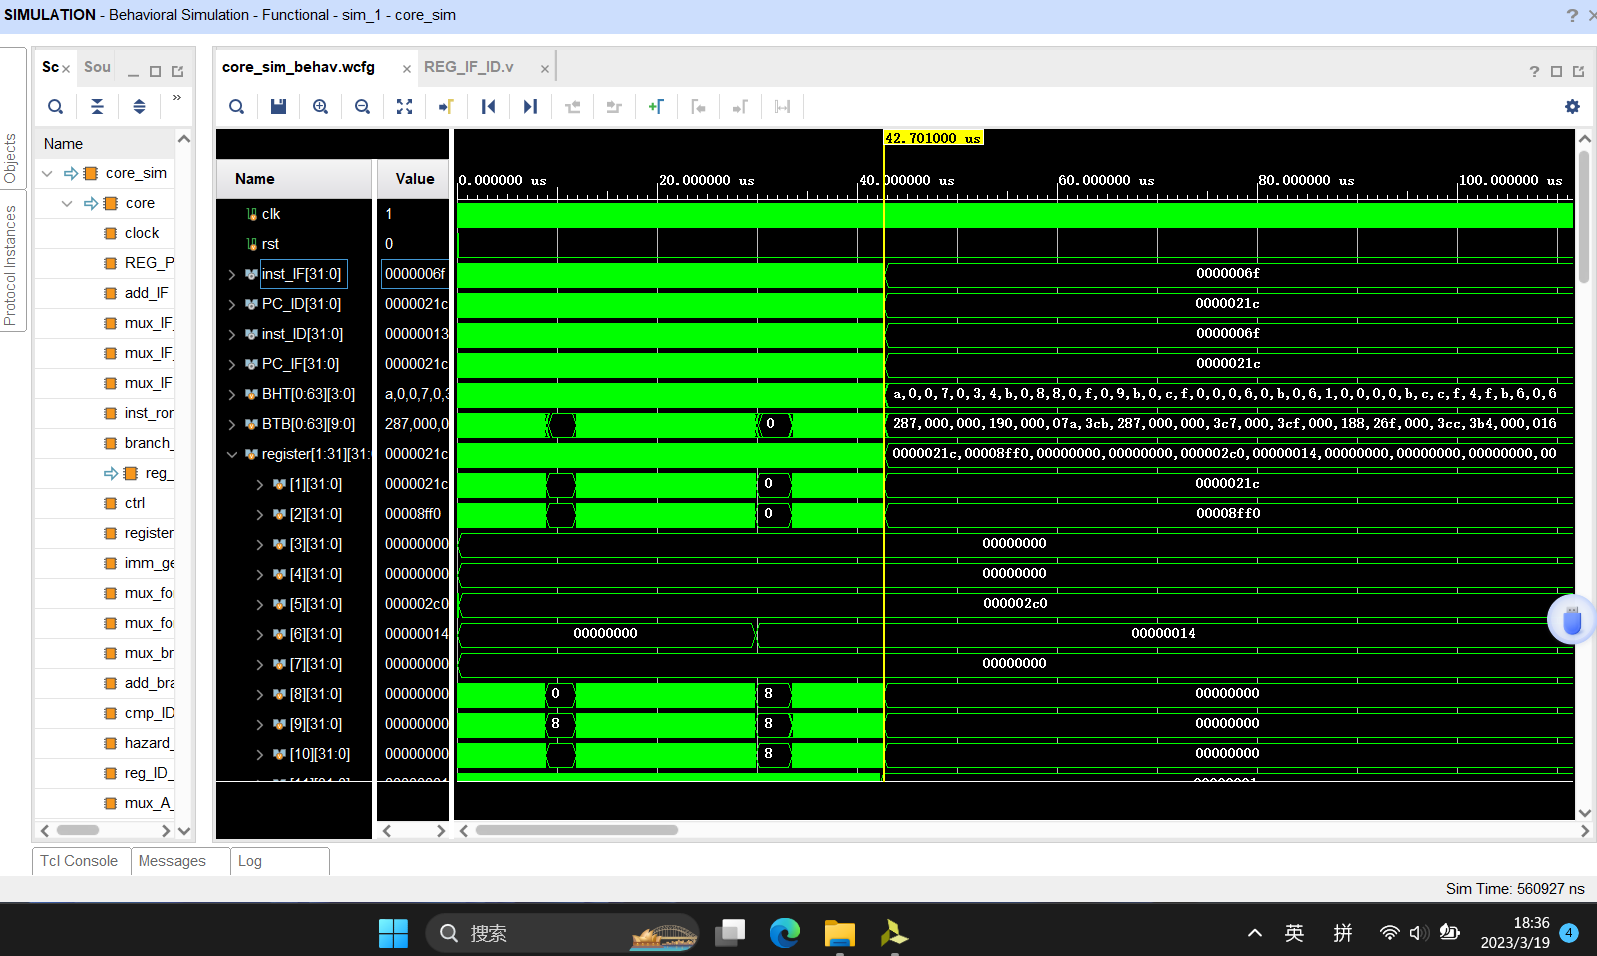 SIMULATION - Behavioral Simulation - Functional - sim_1 - core_sim
Objects
Protocol Instances
Sc
Sou
Name
core_sim
core
clock
REG_P
add_IF
mux_IF_
mux_IF_
mux_IF
inst_ror
branch_
reg_
ctrl
register
imm_ge
mux_fo
mux_fo
mux_br
add_bra
cmp_ID
hazard_
reg_ID_
mux_A_
core_sim_behav.wcfg
REG_IF_ID.v
42.701000 us
Name Value
0.000000 us 20.000000 us 40.000000 us 60.000000 us 80.000000 us 100.000000 us
clk 1
rst 0
inst_IF[31:0] 0000006f 0000006f
PC_ID[31:0] 0000021c 0000021c
inst_ID[31:0] 00000013 0000006f
PC_IF[31:0] 0000021c 0000021c
BHT[0:63][3:0] a,0,0,7,0,3 a,0,0,7,0,3,4,b,0,8,8,0,f,0,9,b,0,c,f,0,0,0,6,0,b,0,6,1,0,0,0,0,b,c,c,f,4,f,b,6,0,6
BTB[0:63][9:0] 287,000,0 0 287,000,000,190,000,07a,3cb,287,000,000,3c7,000,3cf,000,188,26f,000,3cc,3b4,000,016
register[1:31][31: 0000021c 0000021c,00008ff0,00000000,00000000,000002c0,00000014,00000000,00000000,00000000,00
[1][31:0] 0000021c 0 0000021c
[2][31:0] 00008ff0 0 00008ff0
[3][31:0] 00000000 00000000
[4][31:0] 00000000 00000000
[5][31:0] 000002c0 000002c0
[6][31:0] 00000014 00000000 00000014
[7][31:0] 00000000 00000000
[8][31:0] 00000000 0 8 00000000
[9][31:0] 00000000 8 8 00000000
[10][31:0] 00000000 8 00000000
Tcl Console Messages Log
Sim Time: 560927 ns
搜索
英 拼
18:36
2023/3/19
4